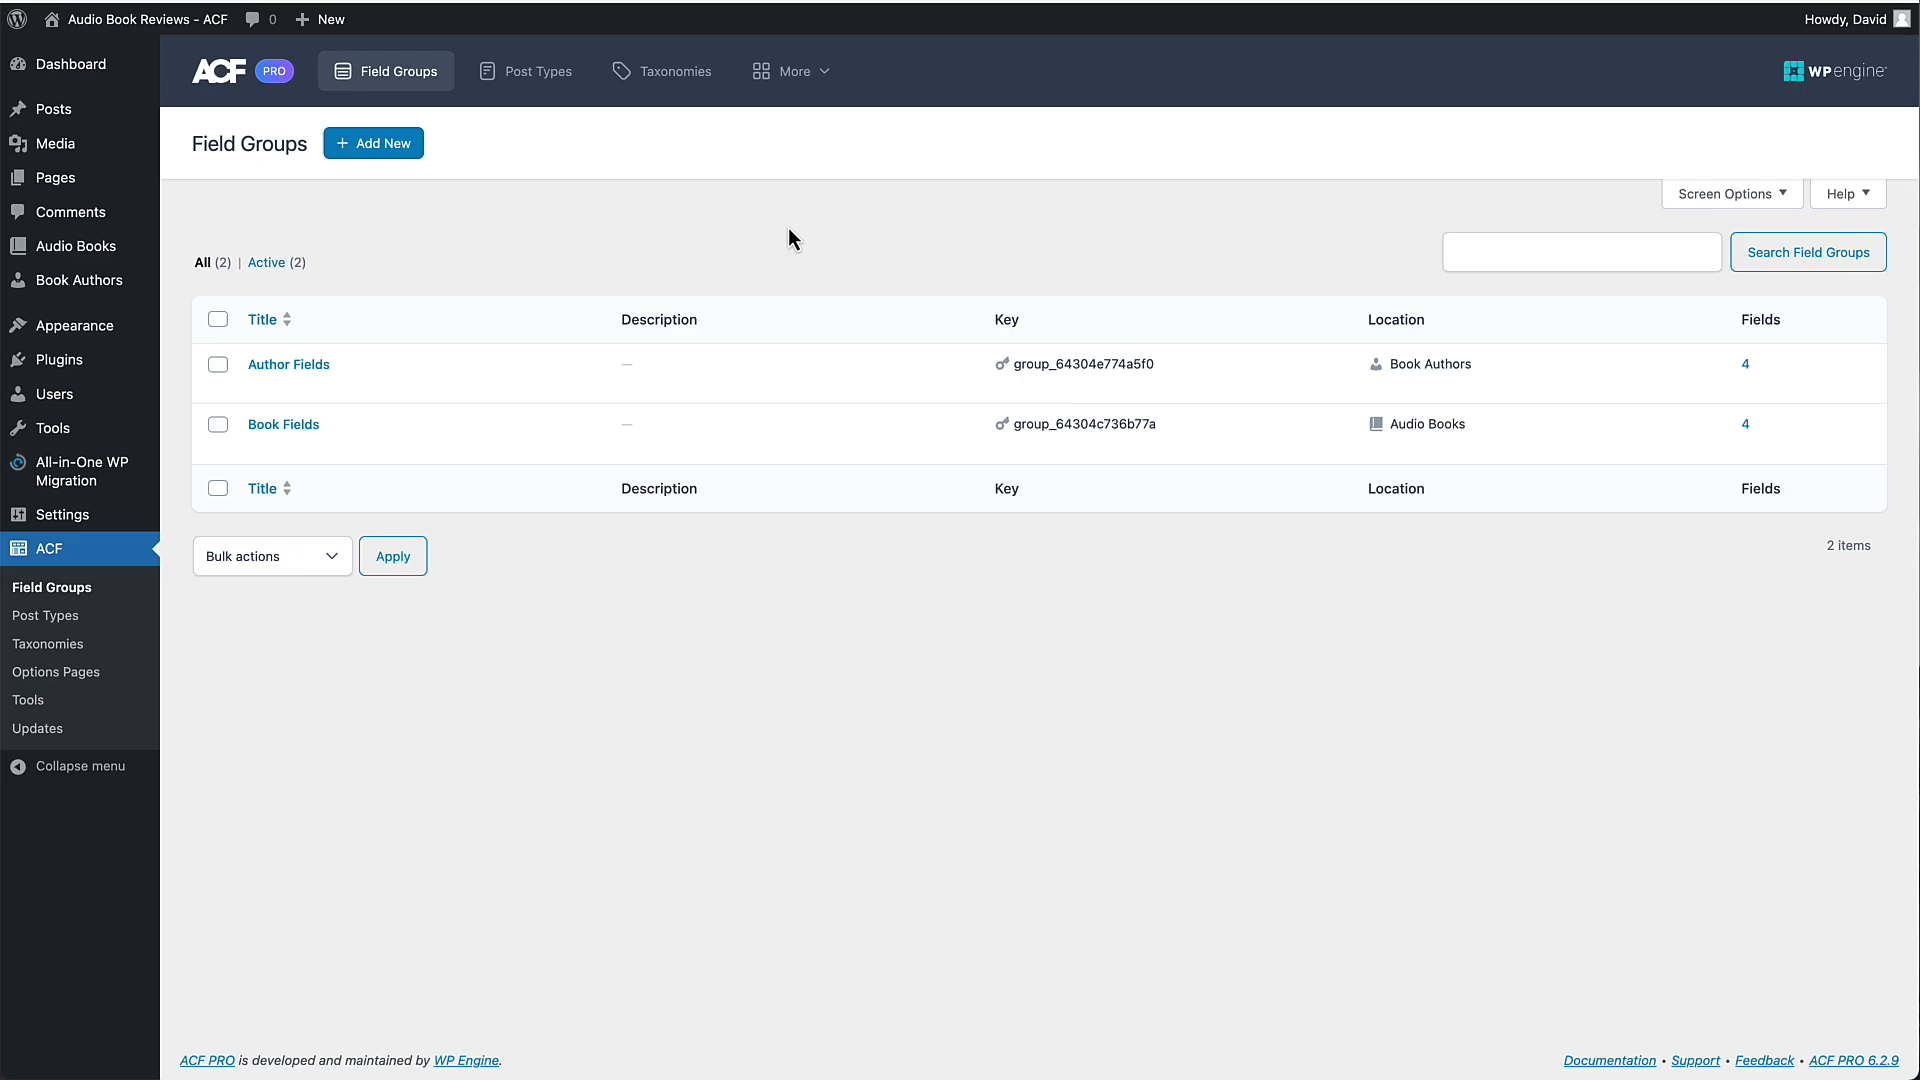 Audio Book Reviews - ACF 0 New Howdy, David
Dashboard
Posts
Media
Pages
Comments
Audio Books
Book Authors
Appearance
Plugins
Users
Tools
All-in-One WP
Migration
Settings
ACF
Field Groups
Post Types
Taxonomies
Options Pages
Tools
Updates
Collapse menu
ACF PRO Field Groups Post Types Taxonomies More WP engine
Field Groups + Add New
Screen Options Help
All (2) | Active (2) Search Field Groups
Title Description Key Location Fields
Author Fields — group_64304e774a5f0 Book Authors 4
Book Fields — group_64304c736b77a Audio Books 4
Title Description Key Location Fields
Bulk actions Apply 2 items
ACF PRO is developed and maintained by WP Engine. Documentation • Support • Feedback • ACF PRO 6.2.9